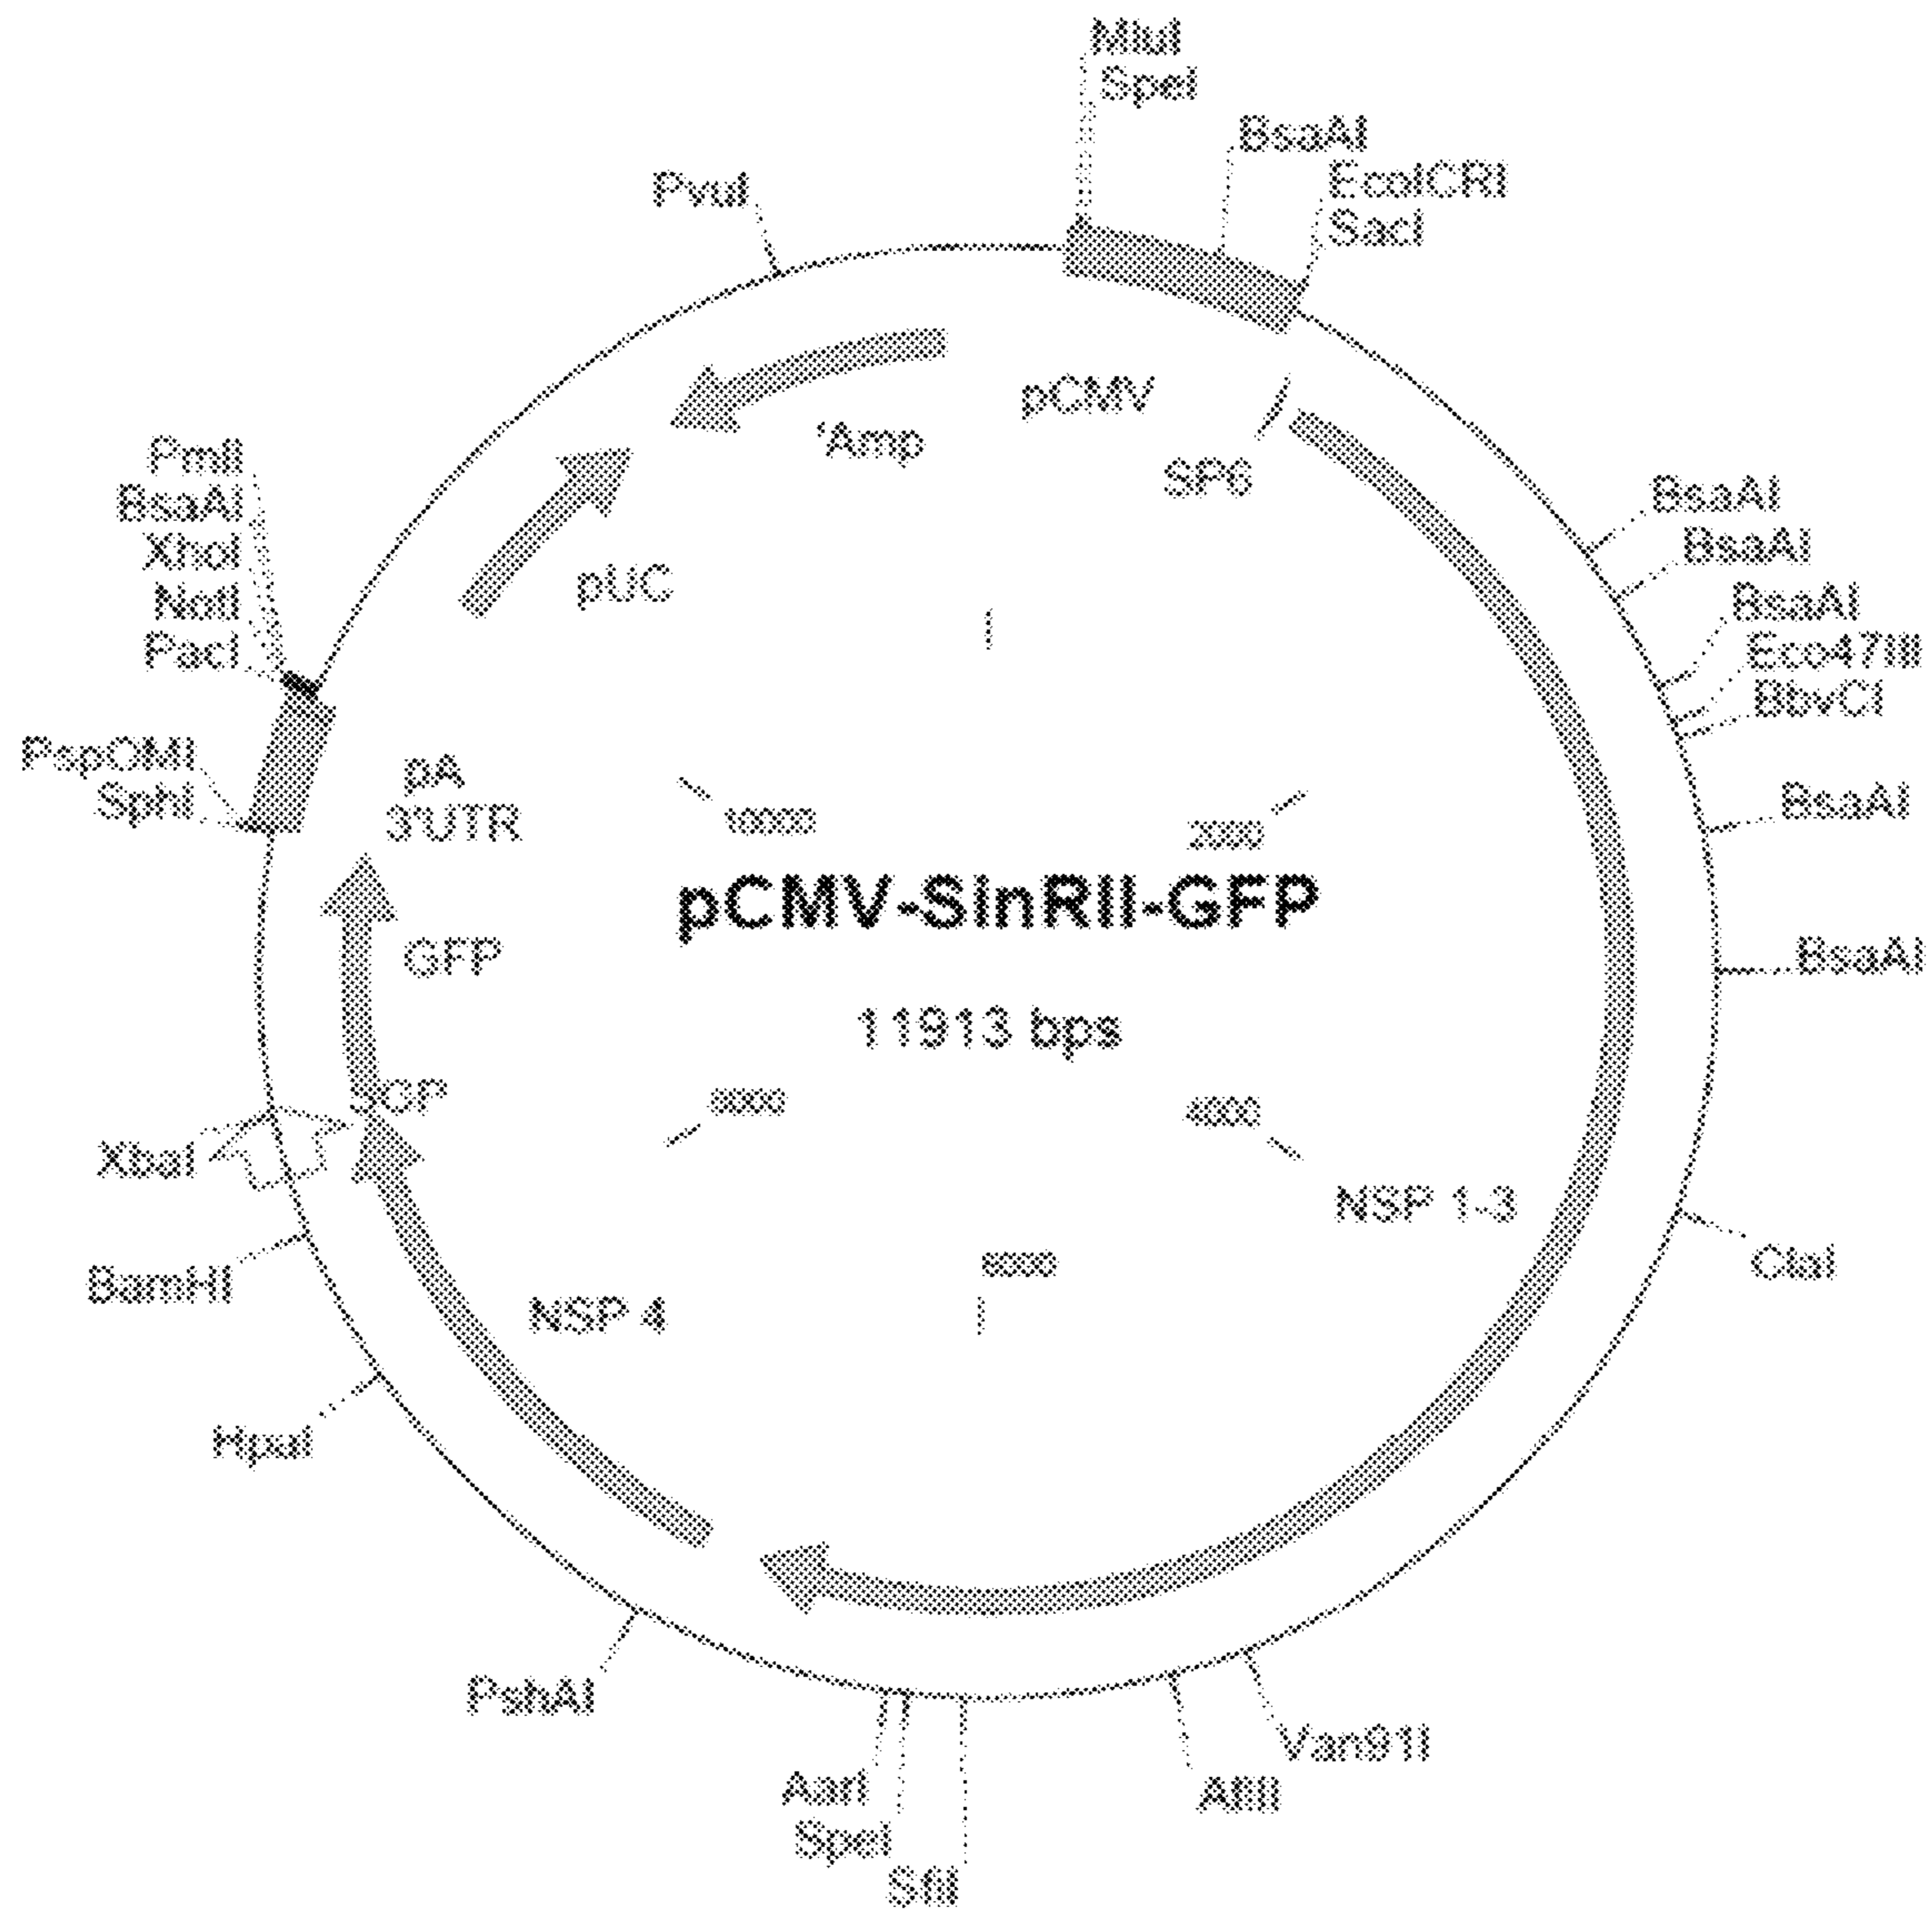 MluI
SpeI
BsaAI
EcoICRI
SacI
PvuI
pCMV
'Amp
SP6
PmlI
BsaAI
XhoI
NotI
PacI
pUC
1
BsaAI
BsaAI
BsaAI
Eco47III
BbvCI
PspOMI
SphI
pA
3'UTR
10000
2000
BsaAI
pCMV-SinRII-GFP
GFP
BsaAI
11913 bps
SGP
8000
4000
XbaI
NSP 1-3
BamHI
6000
ClaI
NSP 4
HpaI
PshAI
Van91I
AflII
AarI
SpeI
SfiI